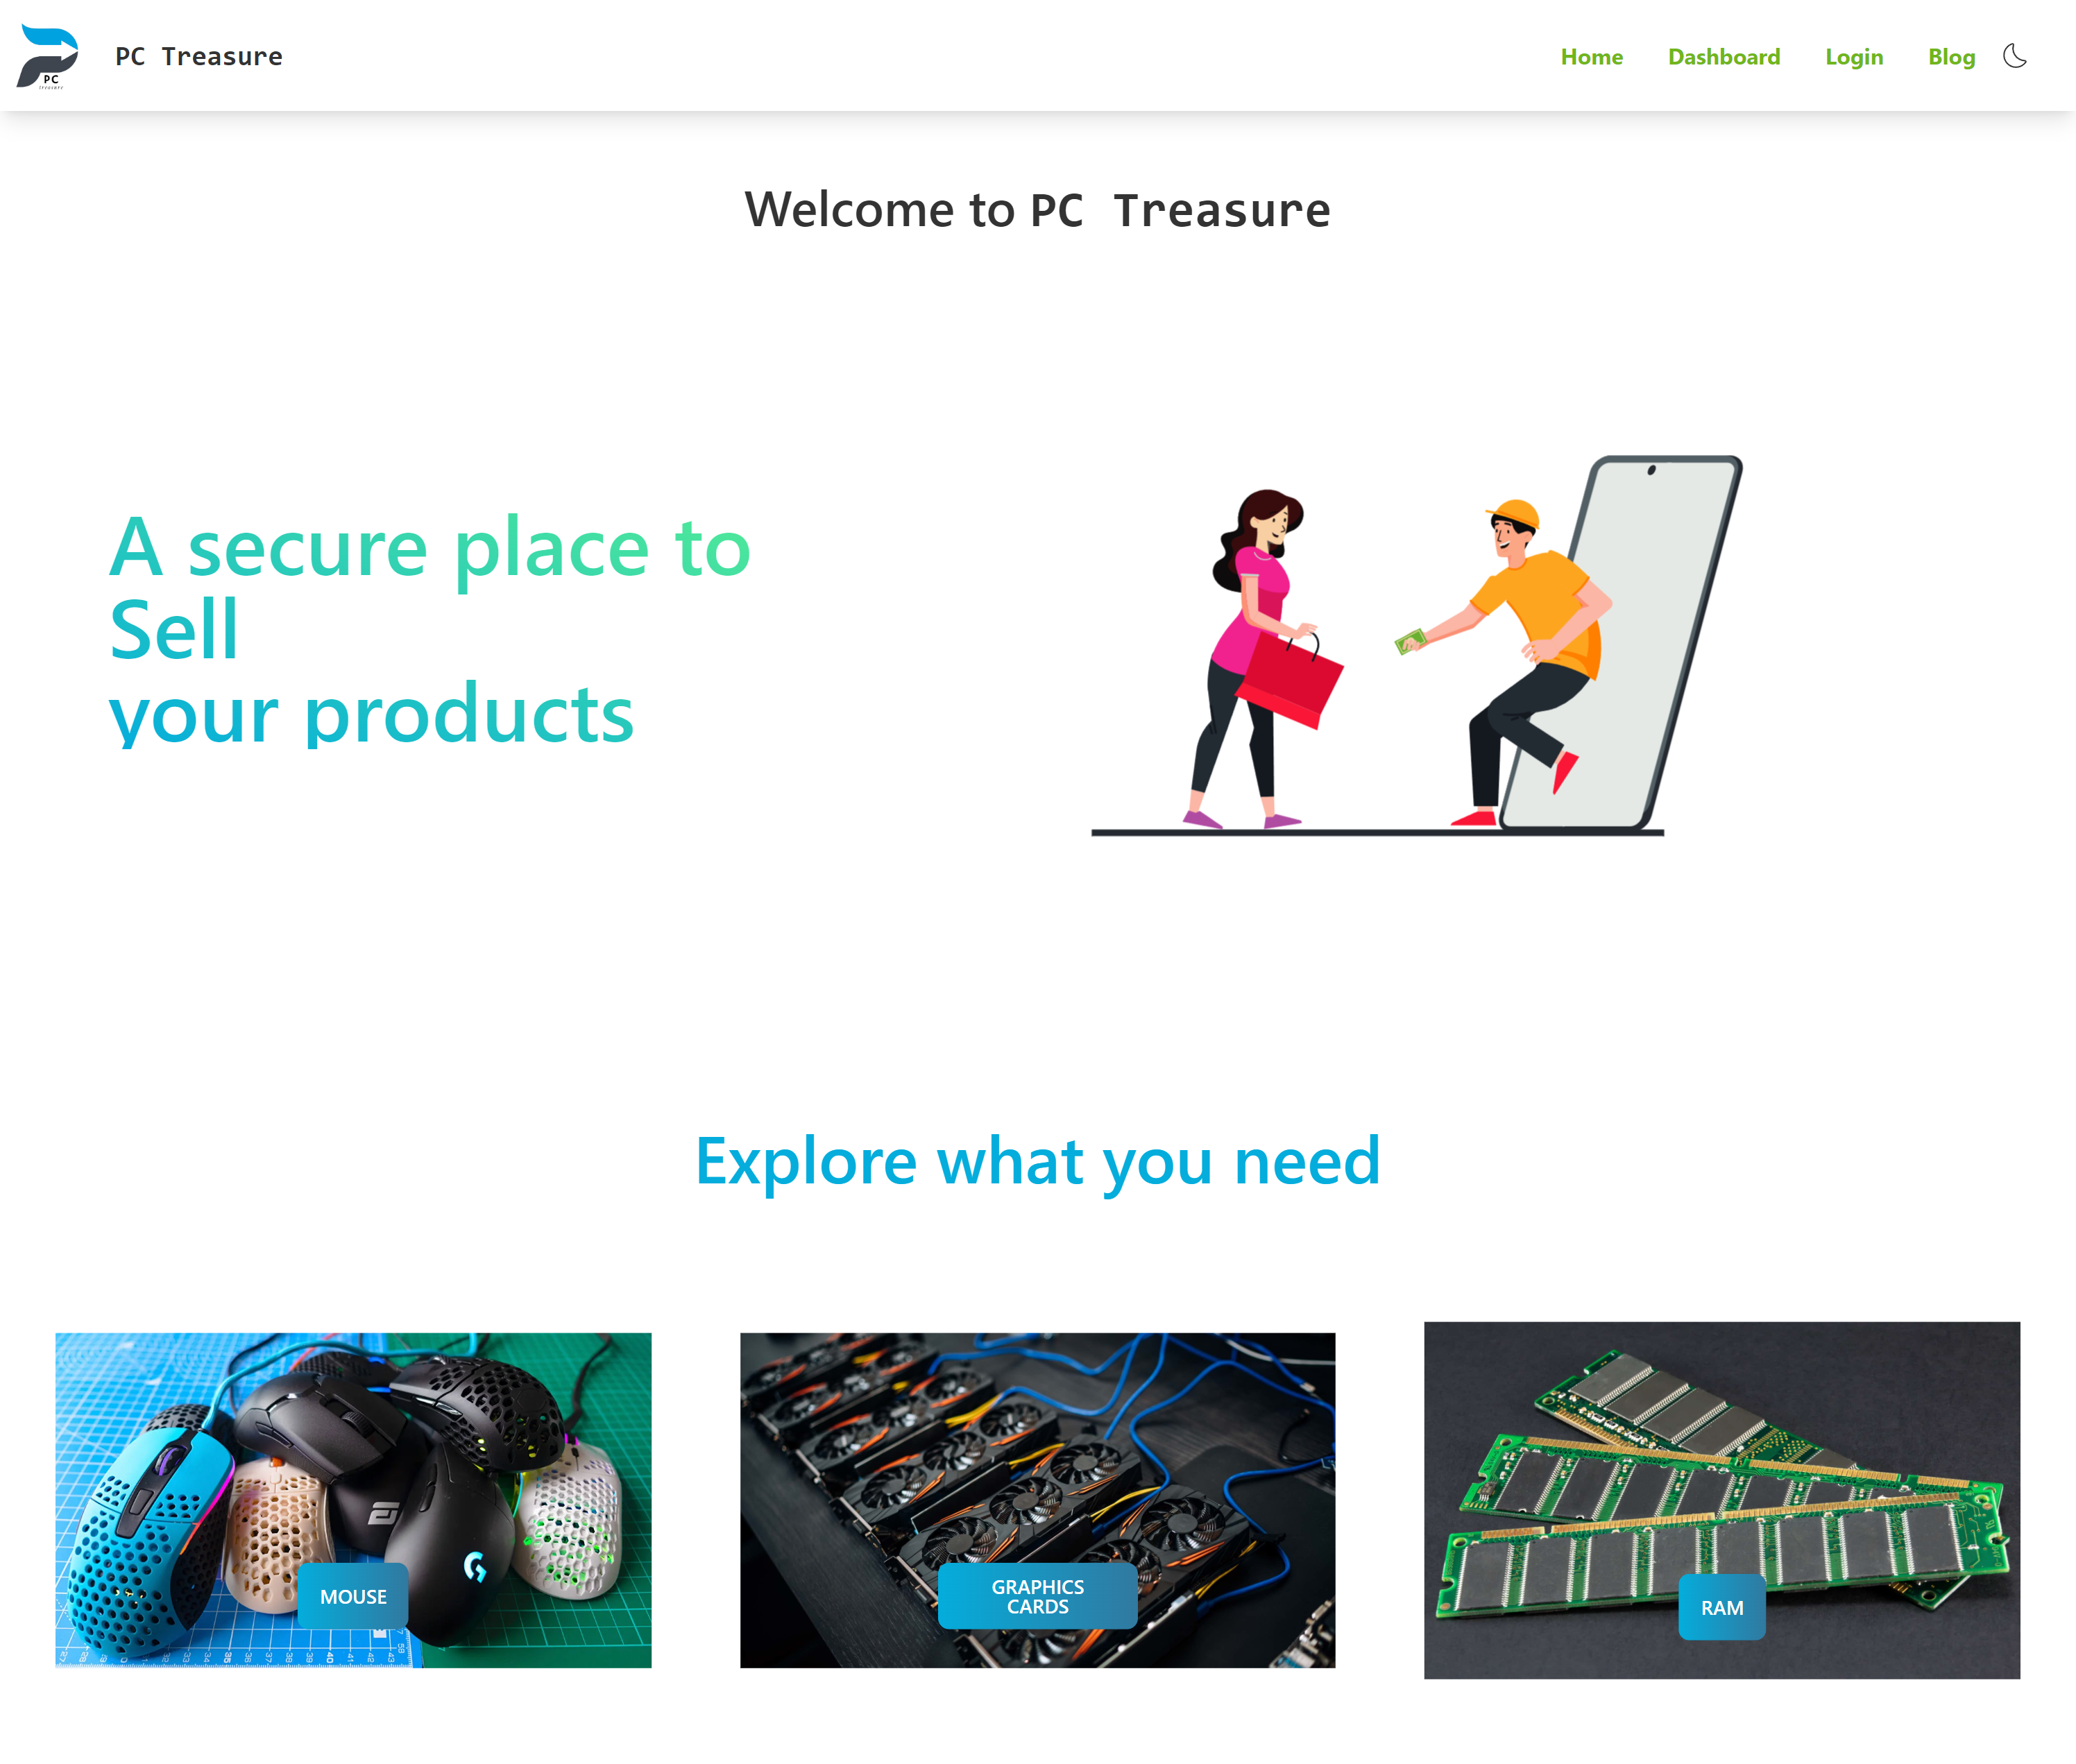 PC
Treasure
PC Treasure
Home
Dashboard
Login
Blog
Welcome to PC Treasure
A secure place to
Sell
your products
Explore what you need
MOUSE
GRAPHICS
CARDS
RAM